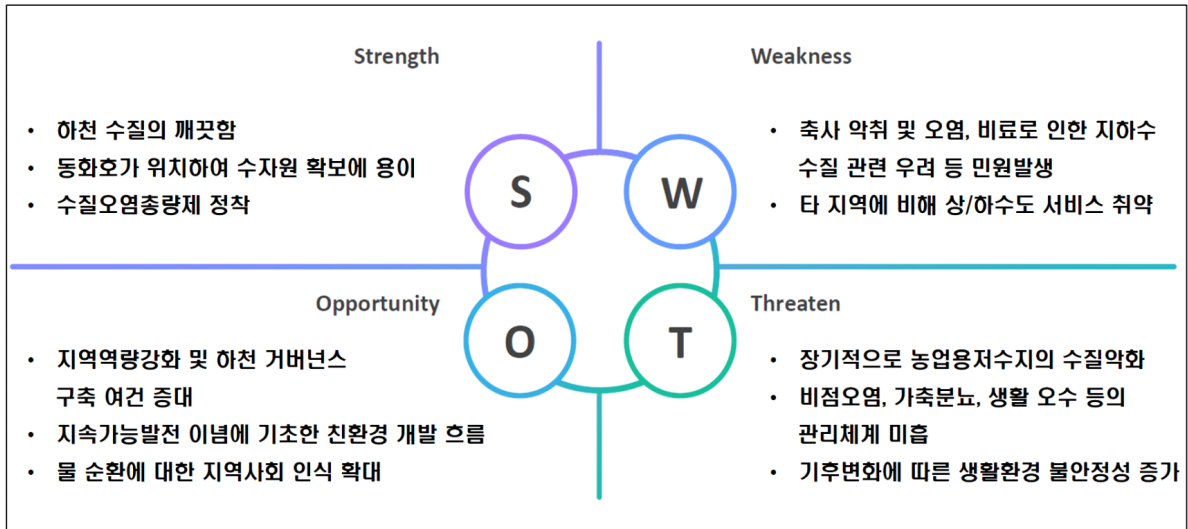 Strength
• 하천 수질의 깨끗함
• 동화호가 위치하여 수자원 확보에 용이
• 수질오염총량제 정착
Weakness
• 축사 악취 및 오염, 비료로 인한 지하수
수질 관련 우려 등 민원발생
• 타 지역에 비해 상/하수도 서비스 취약
S
W
O
T
Opportunity
• 지역역량강화 및 하천 거버넌스
구축 여건 증대
• 지속가능발전 이념에 기초한 친환경 개발 흐름
• 물 순환에 대한 지역사회 인식 확대
Threaten
• 장기적으로 농업용저수지의 수질악화
• 비점오염, 가축분뇨, 생활 오수 등의
관리체계 미흡
• 기후변화에 따른 생활환경 불안정성 증가